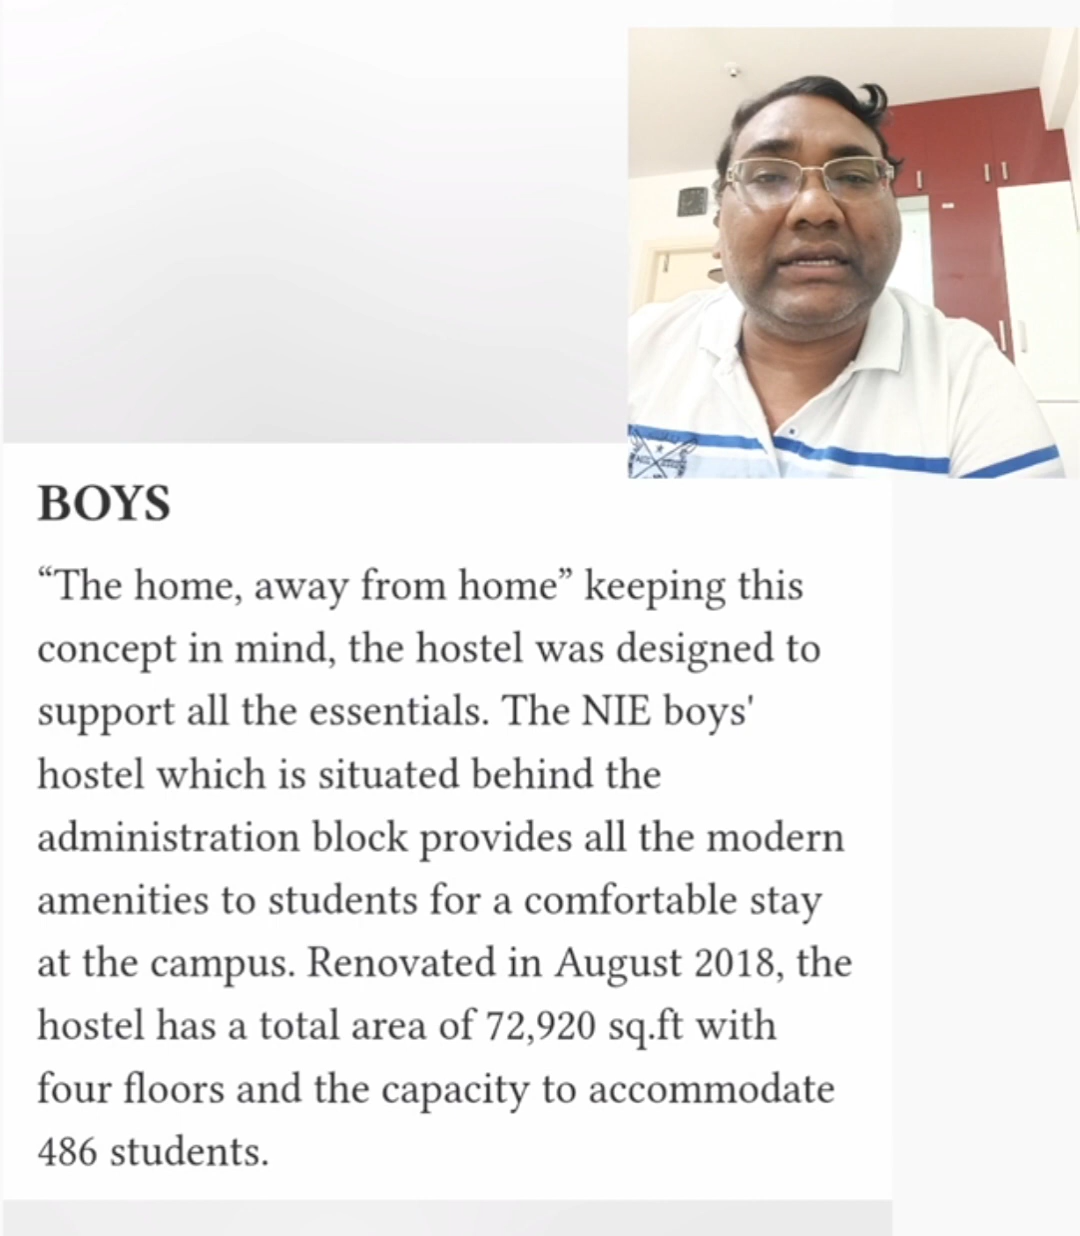 BOYS
“The home, away from home” keeping this
concept in mind, the hostel was designed to
support all the essentials. The NIE boys'
hostel which is situated behind the
administration block provides all the modern
amenities to students for a comfortable stay
at the campus. Renovated in August 2018, the
hostel has a total area of 72,920 sq.ft with
four floors and the capacity to accommodate
486 students.